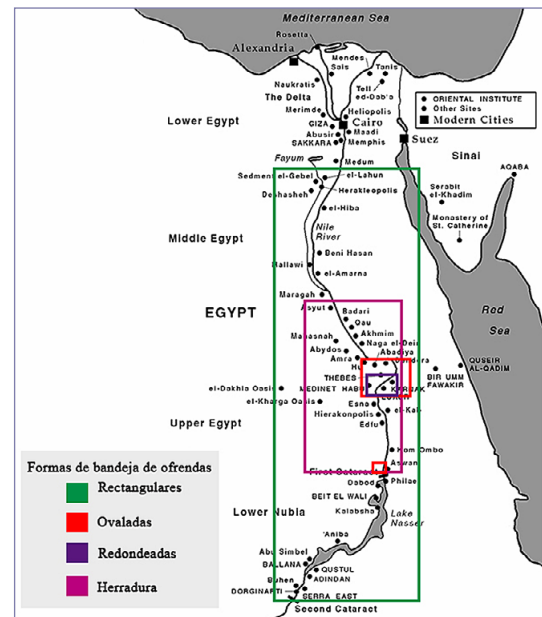 Mediterranean Sea
Rosetta
Alexandria
Mendes
Tanis
Sais
Naukratis
Tell ed-Dab'a
The Delta
ORIENTAL INSTITUTE
Other Sites
Modern Cities
Merimde
Heliopolis
Lower Egypt
GIZA
Cairo
Abusir
Maadi
SAKKARA
Memphis
Suez
Fayum
Medum
Sinai
el-Lahun
AQABA
Sedment el-Gebel
Herakleopolis
Deshasheh
Serabit
el-Khadim
el-Hiba
Monastery of
St. Catherine
Nile
River
Middle Egypt
Beni Hasan
Mallawi
el-Amarna
Maragah
Asyut
EGYPT
Badari
Qau
Red
Sea
Mahasnah
Akhmim
Naga el-Deir
Abydos
Abadiya
Amra
Hu
Dendera
THEBES
BIR UMM
FAWAKIR
QUSEIR
AL-QADIM
el-Dakhla Oasis
MEDINET HABU
KARNAK
el-Kharga Oasis
LUXOR
Esna
el-Kab
Hierakonpolis
Upper Egypt
Edfu
Kom Ombo
Aswan
First Cataract
Dabod
Philae
BEIT EL WALI
Kalabsha
Lake
Nasser
Lower Nubia
'Aniba
Abu Simbel
BALLANA
QUSTUL
Buhen
ADINDAN
DORGINARTI
SERRA EAST
Second Cataract
Formas de bandeja de ofrendas
Rectangulares
Ovaladas
Redondeadas
Herradura